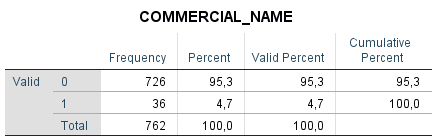 COMMERCIAL_NAME
Frequency Percent Valid Percent Cumulative Percent
Valid 0 726 95,3 95,3 95,3
1 36 4,7 4,7 100,0
Total 762 100,0 100,0